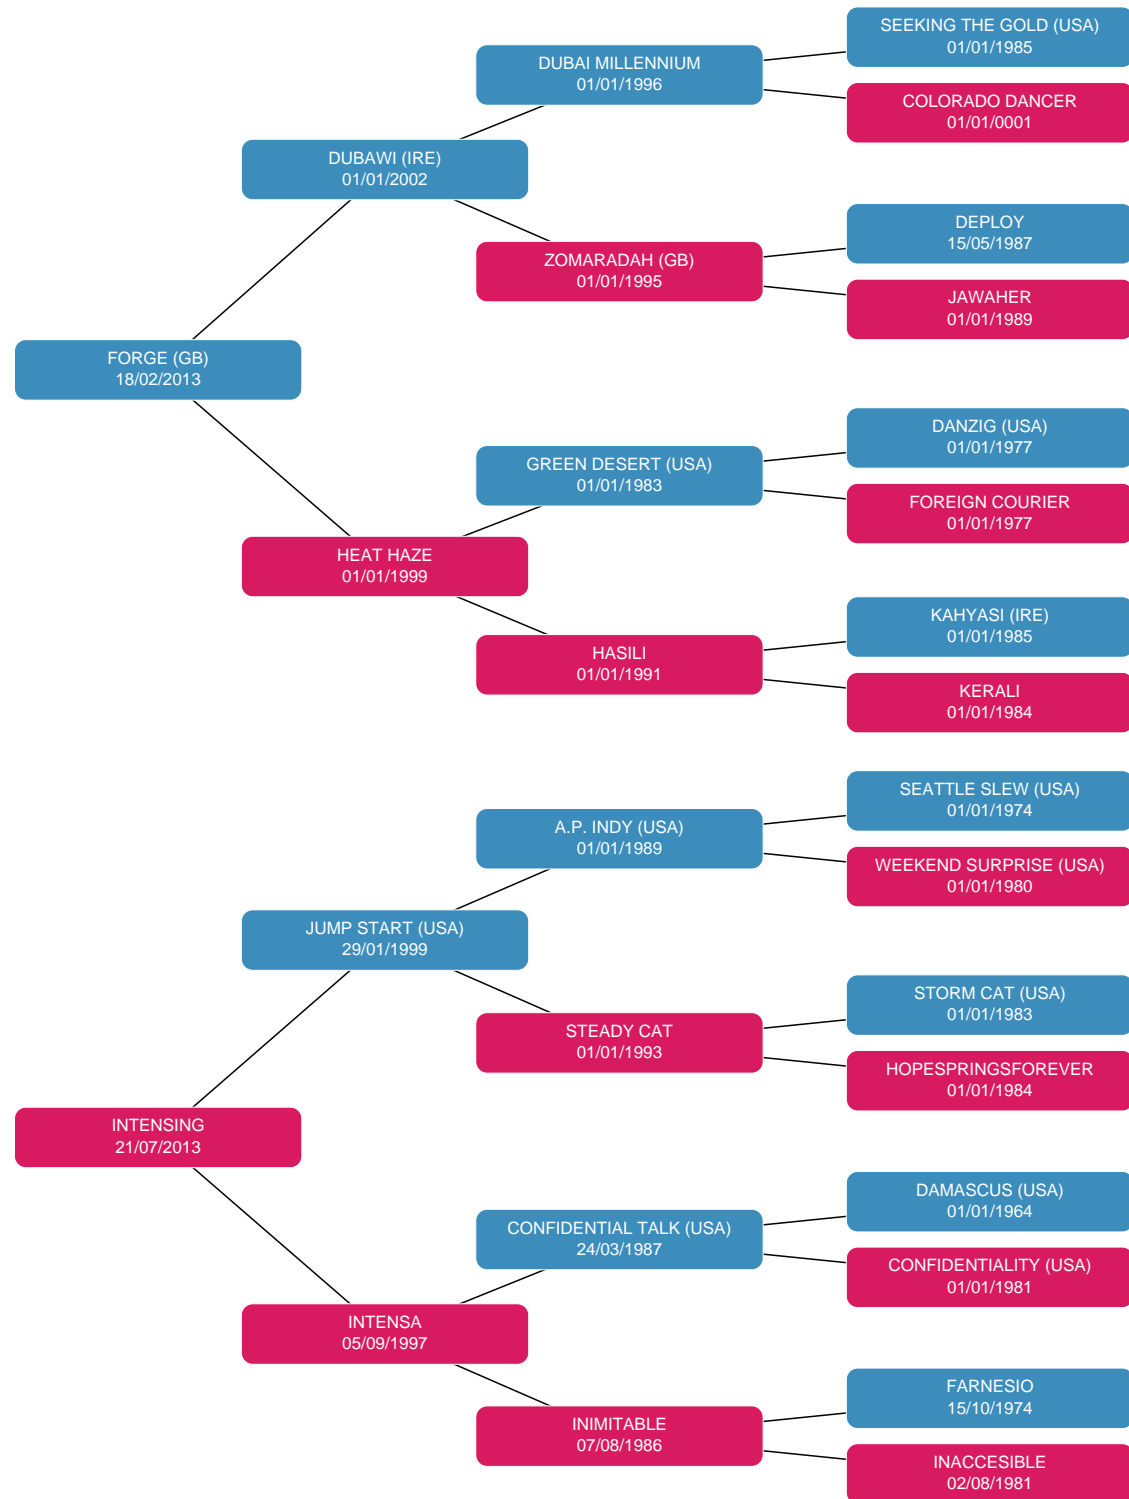 SEEKING THE GOLD (USA)
01/01/1985
DUBAI MILLENNIUM
01/01/1996
COLORADO DANCER
01/01/0001
DUBAWI (IRE)
01/01/2002
DEPLOY
15/05/1987
ZOMARADAH (GB)
01/01/1995
JAWAHER
01/01/1989
FORGE (GB)
18/02/2013
DANZIG (USA)
01/01/1977
GREEN DESERT (USA)
01/01/1983
FOREIGN COURIER
01/01/1977
HEAT HAZE
01/01/1999
KAHYASI (IRE)
01/01/1985
HASILI
01/01/1991
KERALI
01/01/1984
SEATTLE SLEW (USA)
01/01/1974
A.P. INDY (USA)
01/01/1989
WEEKEND SURPRISE (USA)
01/01/1980
JUMP START (USA)
29/01/1999
STORM CAT (USA)
01/01/1983
STEADY CAT
01/01/1993
HOPESPRINGSFOREVER
01/01/1984
INTENSING
21/07/2013
DAMASCUS (USA)
01/01/1964
CONFIDENTIAL TALK (USA)
24/03/1987
CONFIDENTIALITY (USA)
01/01/1981
INTENSA
05/09/1997
FARNESIO
15/10/1974
INIMITABLE
07/08/1986
INACCESIBLE
02/08/1981